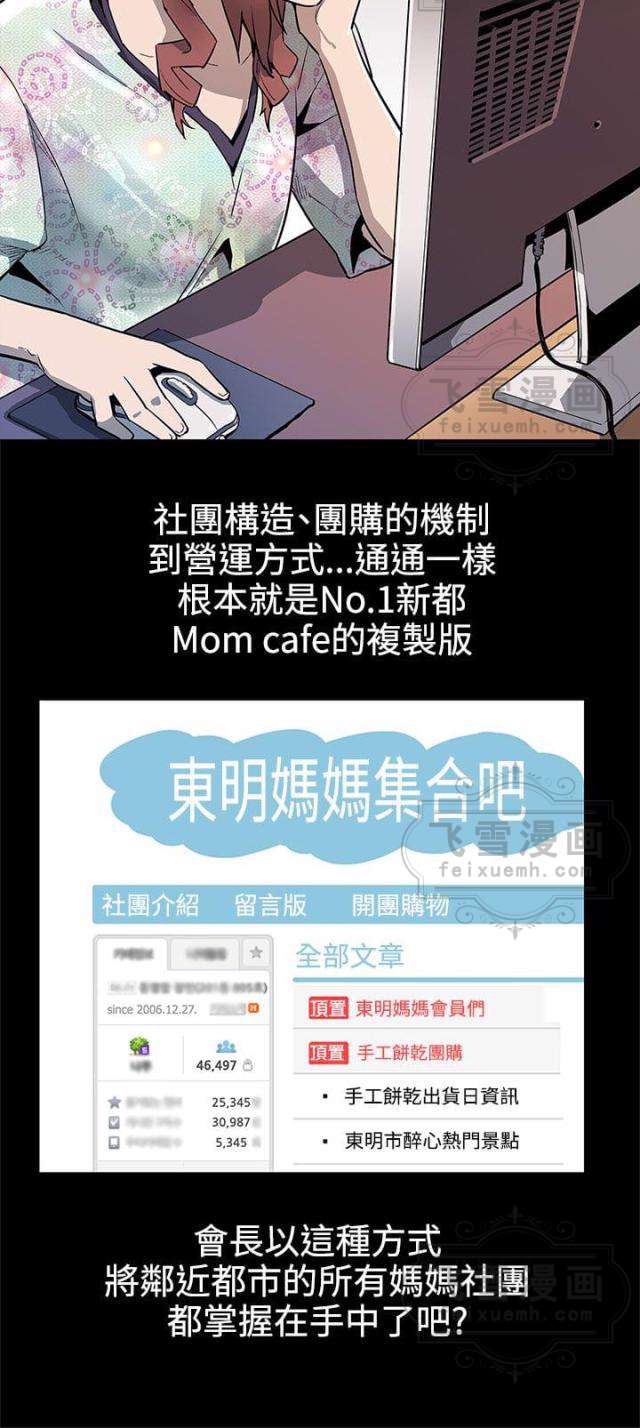 飞雪漫画
feixuemh.com
社團構造、團購的機制
到營運方式...通通一樣
根本就是No.1新都
Mom cafe的複製版
東明媽媽集合吧
飞雪漫画
feixuemh.com
社團介紹 留言版 開團購物
全部文章
since 2006.12.27.
46,497
25,345
30,987
5,345
頂置 東明媽媽會員們
頂置 手工餅乾團購
▪ 手工餅乾出貨日資訊
▪ 東明市醉心熱門景點
會長以這種方式
將鄰近都市的所有媽媽社團
都掌握在手中了吧?
飞雪漫画
feixuemh.com